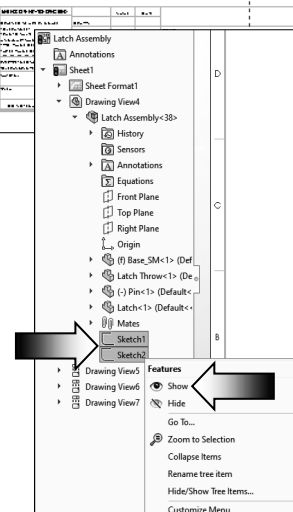 Latch Assembly
Annotations
Sheet1
Sheet Format1
Drawing View4
Latch Assembly<38>
History
Sensors
Annotations
Equations
Front Plane
Top Plane
Right Plane
Origin
(f) Base_SM<1> (Def
Latch Throw<1> (De
(-) Pin<1> (Default<
Latch<1> (Default<<
Mates
Sketch1
Sketch2
Drawing View5
Drawing View6
Drawing View7
D
C
B
Features
Show
Hide
Go To...
Zoom to Selection
Collapse Items
Rename tree item
Hide/Show Tree Items...
Customize Menu